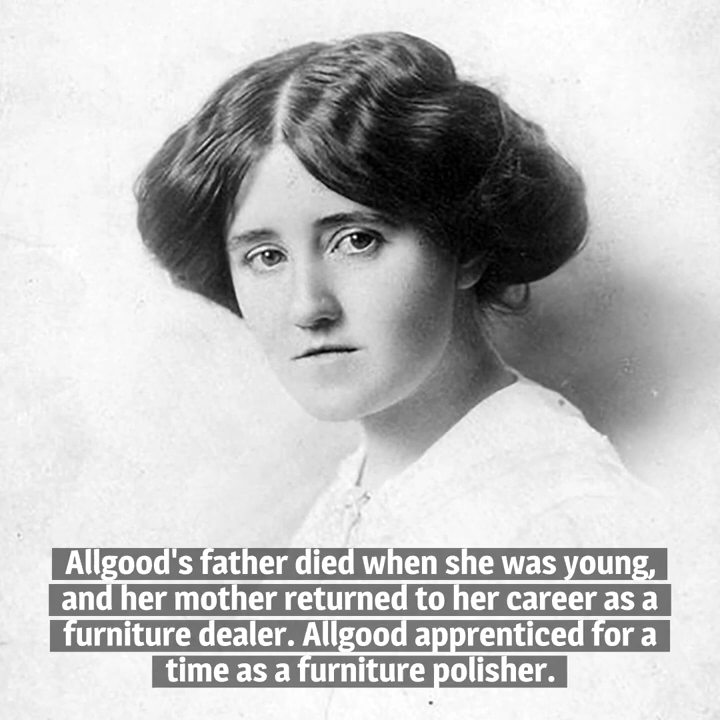 Allgood's father died when she was young,
and her mother returned to her career as a
furniture dealer. Allgood apprenticed for a
time as a furniture polisher.